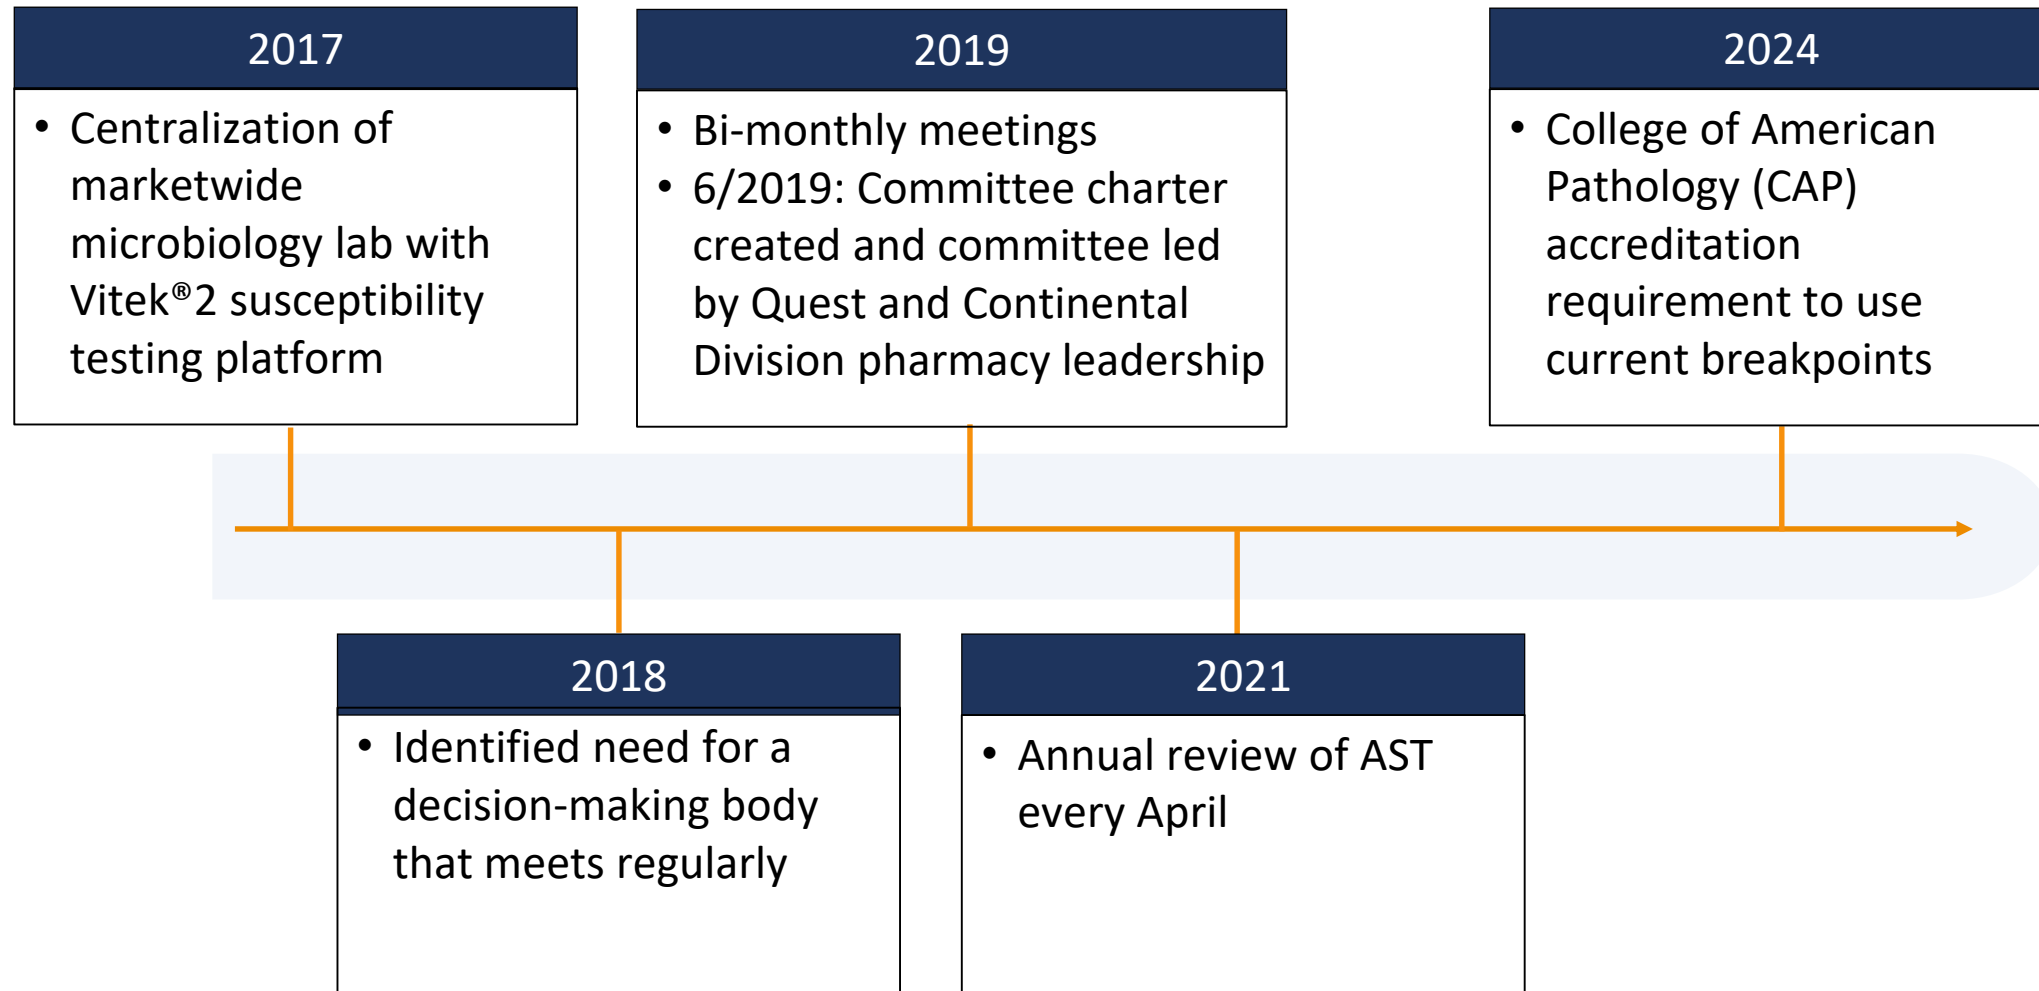 2017
• Centralization of
marketwide
microbiology lab with
Vitek®2 susceptibility
testing platform
2019
• Bi-monthly meetings
• 6/2019: Committee charter
created and committee led
by Quest and Continental
Division pharmacy leadership
2024
• College of American
Pathology (CAP)
accreditation
requirement to use
current breakpoints
2018
• Identified need for a
decision-making body
that meets regularly
2021
• Annual review of AST
every April